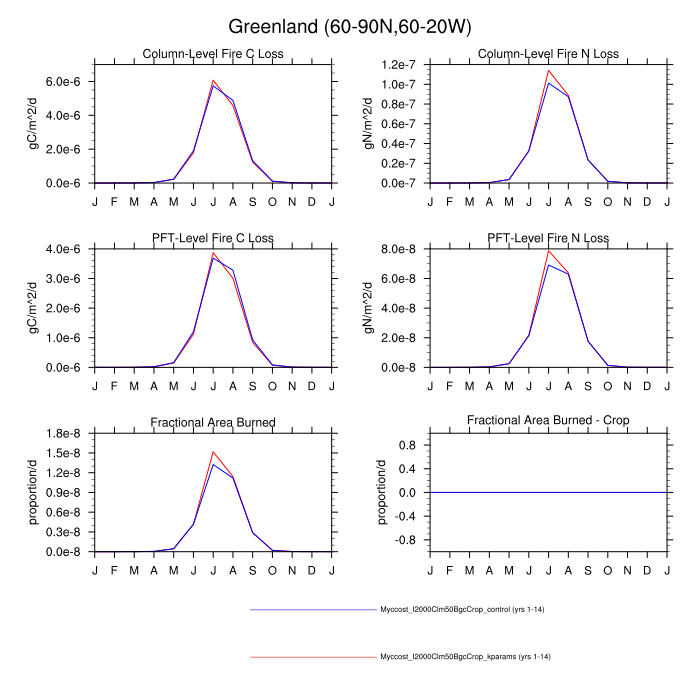 Greenland (60-90N,60-20W)
Column-Level Fire C Loss
gC/m^2/d
6.0e-6
4.0e-6
2.0e-6
0.0e-6
J F M A M J J A S O N D J
Column-Level Fire N Loss
gN/m^2/d
1.2e-7
1.0e-7
0.8e-7
0.6e-7
0.4e-7
0.2e-7
0.0e-7
J F M A M J J A S O N D J
PFT-Level Fire C Loss
gC/m^2/d
4.0e-6
3.0e-6
2.0e-6
1.0e-6
0.0e-6
J F M A M J J A S O N D J
PFT-Level Fire N Loss
gN/m^2/d
8.0e-8
6.0e-8
4.0e-8
2.0e-8
0.0e-8
J F M A M J J A S O N D J
Fractional Area Burned
proportion/d
1.8e-8
1.5e-8
1.2e-8
0.9e-8
0.6e-8
0.3e-8
0.0e-8
J F M A M J J A S O N D J
Fractional Area Burned - Crop
proportion/d
0.8
0.4
0.0
-0.4
-0.8
J F M A M J J A S O N D J
Myccost_I2000Clm50BgcCrop_control (yrs 1-14)
Myccost_I2000Clm50BgcCrop_kparams (yrs 1-14)